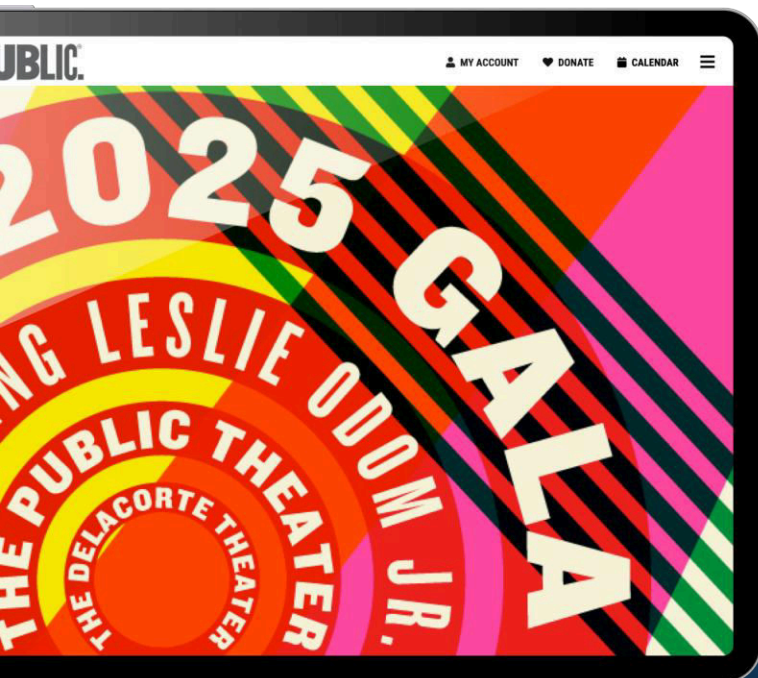 UBLIC.
MY ACCOUNT
DONATE
CALENDAR
2025 GALA
NG LESLIE ODOM JR.
THE PUBLIC THEATER
THE DELACORTE THEATER